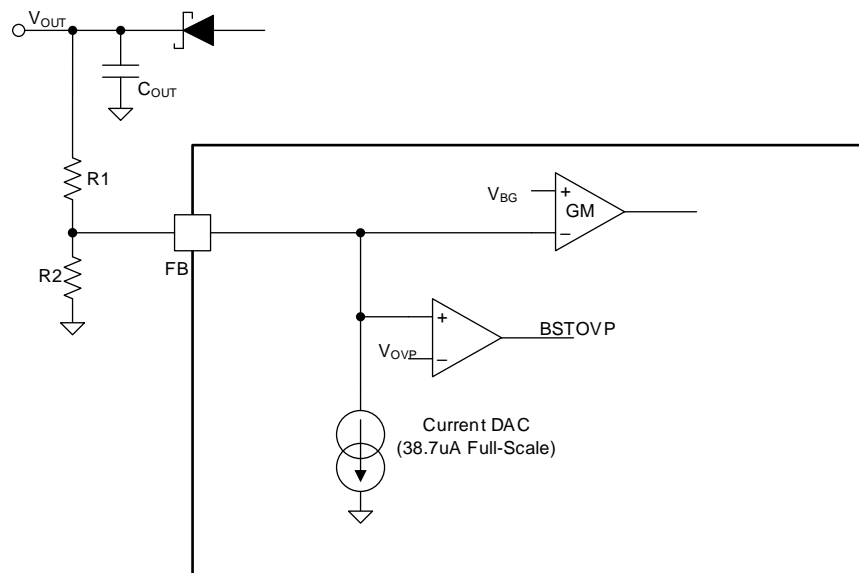 VOUT
COUT
R1
VBG
+
GM
−
FB
R2
+
BSTOVP
VOVP
−
Current DAC
(38.7uA Full-Scale)